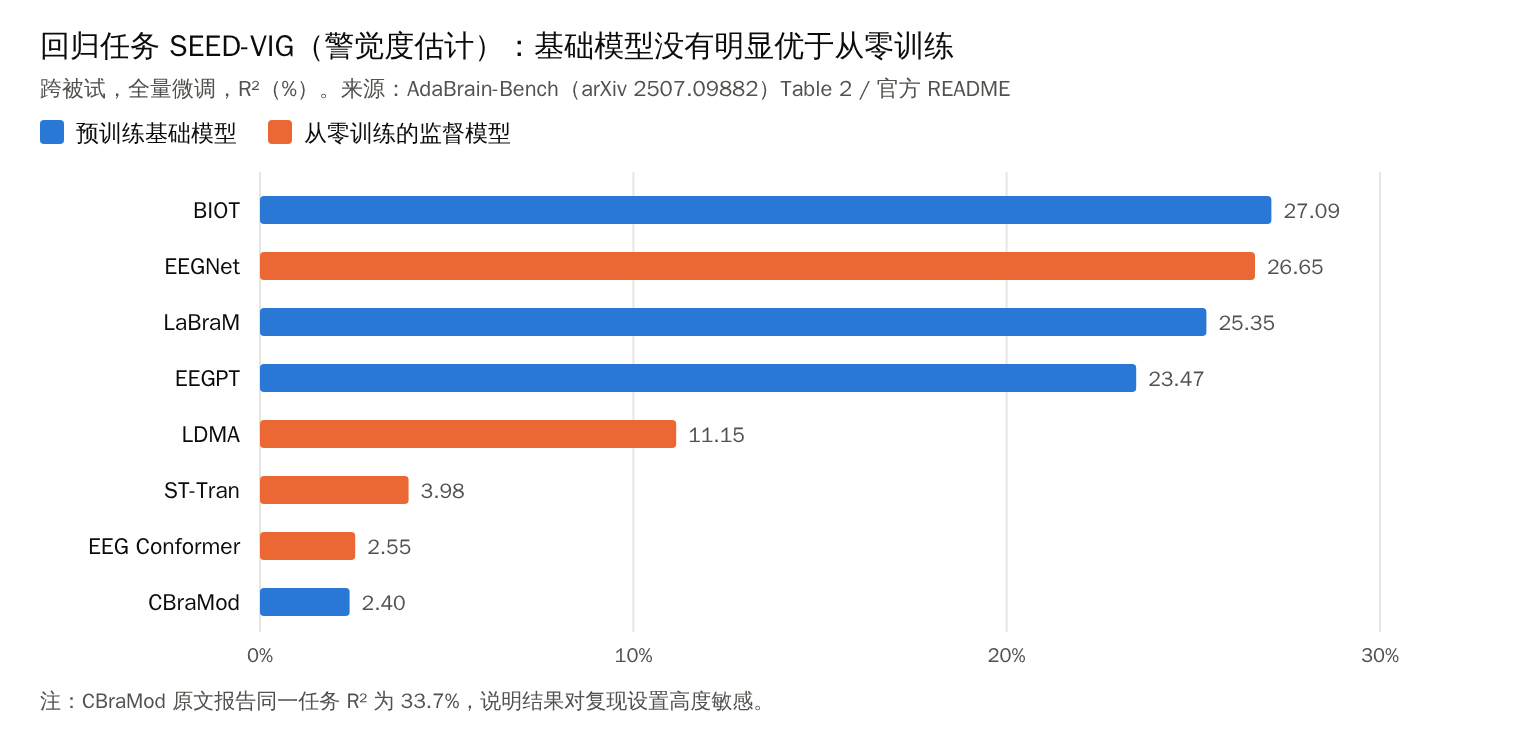 回归任务 SEED-VIG（警觉度估计）：基础模型没有明显优于从零训练
跨被试，全量微调，R²（%）。来源：AdaBrain-Bench（arXiv 2507.09882）Table 2 / 官方 README
预训练基础模型 从零训练的监督模型
BIOT 27.09
EEGNet 26.65
LaBraM 25.35
EEGPT 23.47
LDMA 11.15
ST-Tran 3.98
EEG Conformer 2.55
CBraMod 2.40
0% 10% 20% 30%
注：CBraMod 原文报告同一任务 R² 为 33.7%，说明结果对复现设置高度敏感。